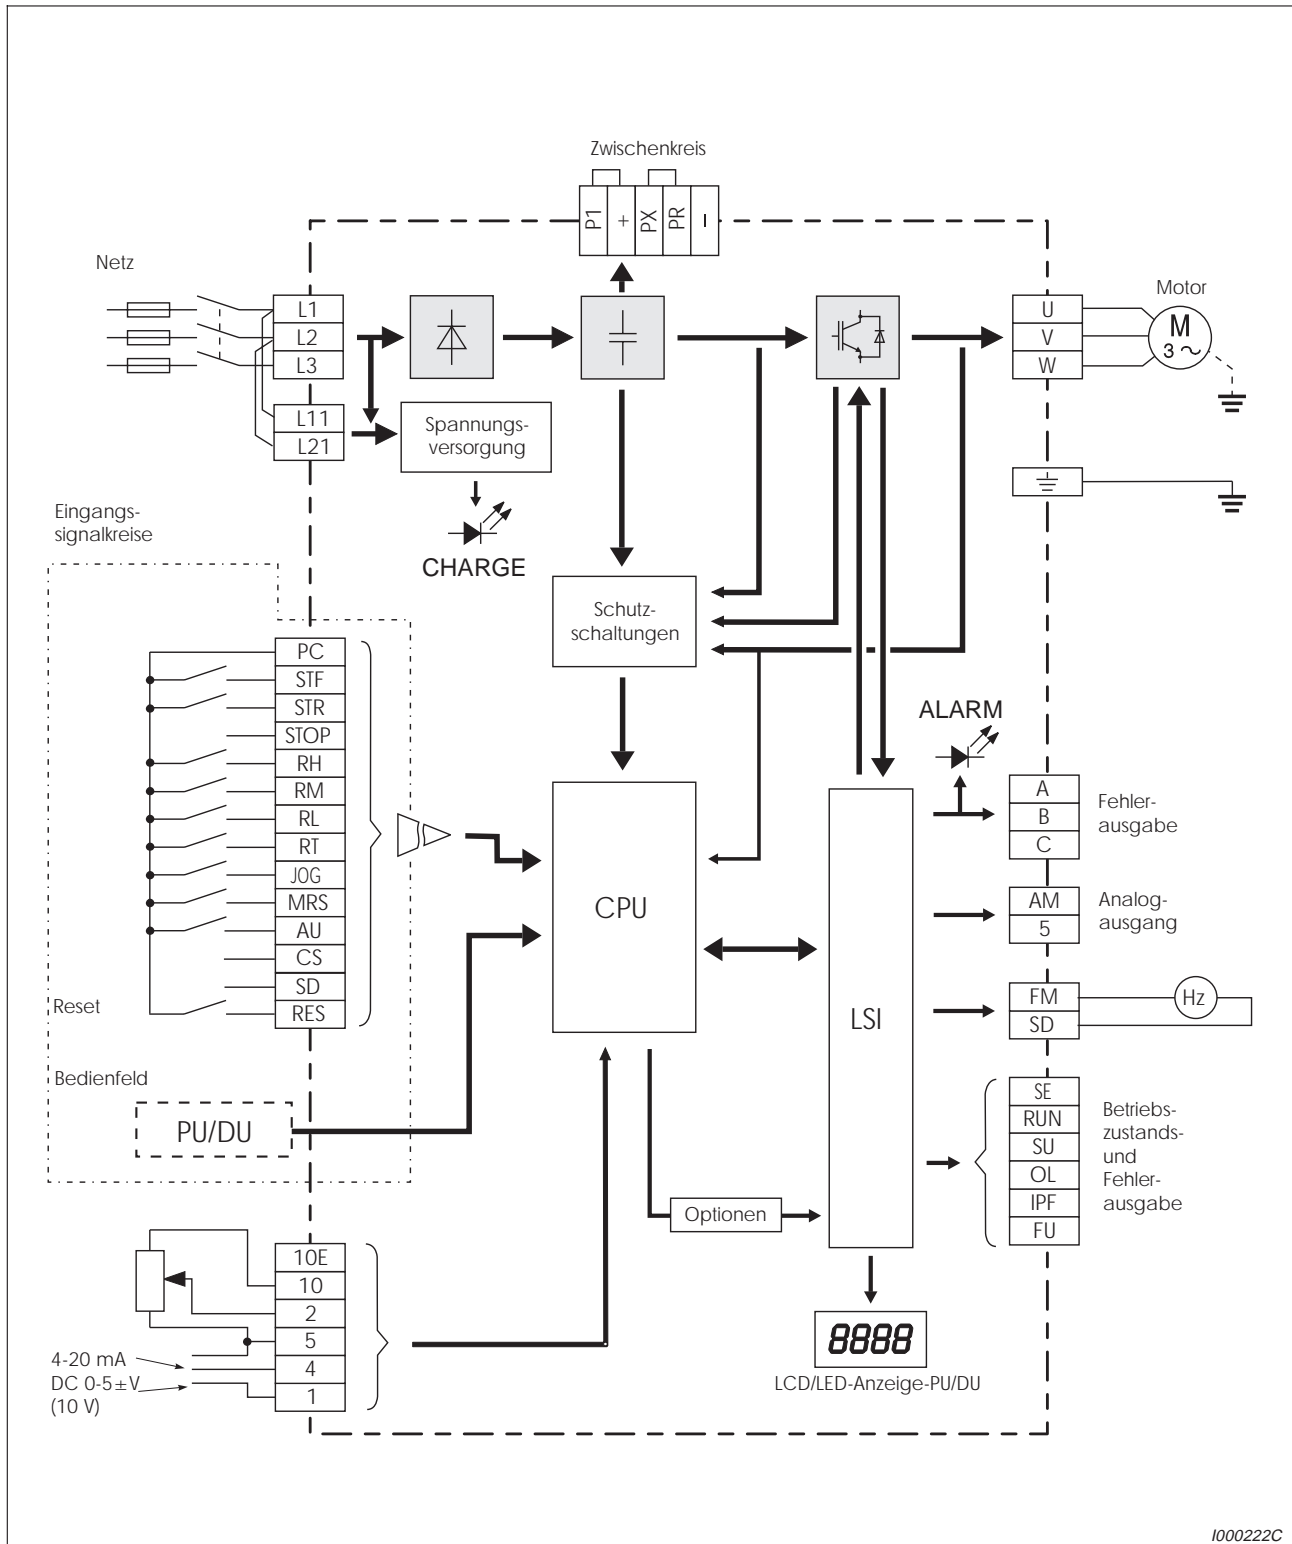 Zwischenkreis
P1
+
PX
PR
–
Netz
L1
L2
L3
L11
L21
U
V
W
Motor
M
3 ~
Spannungs-
versorgung
CHARGE
Eingangs-
signalkreise
Schutz-
schaltungen
PC
STF
STR
STOP
RH
RM
RL
RT
JOG
MRS
AU
CS
SD
RES
Reset
Bedienfeld
PU/DU
CPU
LSI
ALARM
A
B
C
Fehler-
ausgabe
AM
5
Analog-
ausgang
FM
SD
Hz
SE
RUN
SU
OL
IPF
FU
Betriebs-
zustands-
und
Fehler-
ausgabe
Optionen
10E
10
2
5
4
1
4-20 mA
DC 0-5±V
(10 V)
8888
LCD/LED-Anzeige-PU/DU
I000222C